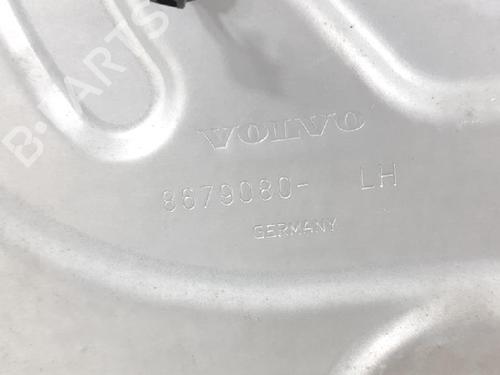 B-PARTS
VOLVO
8679080- LH
GERMANY